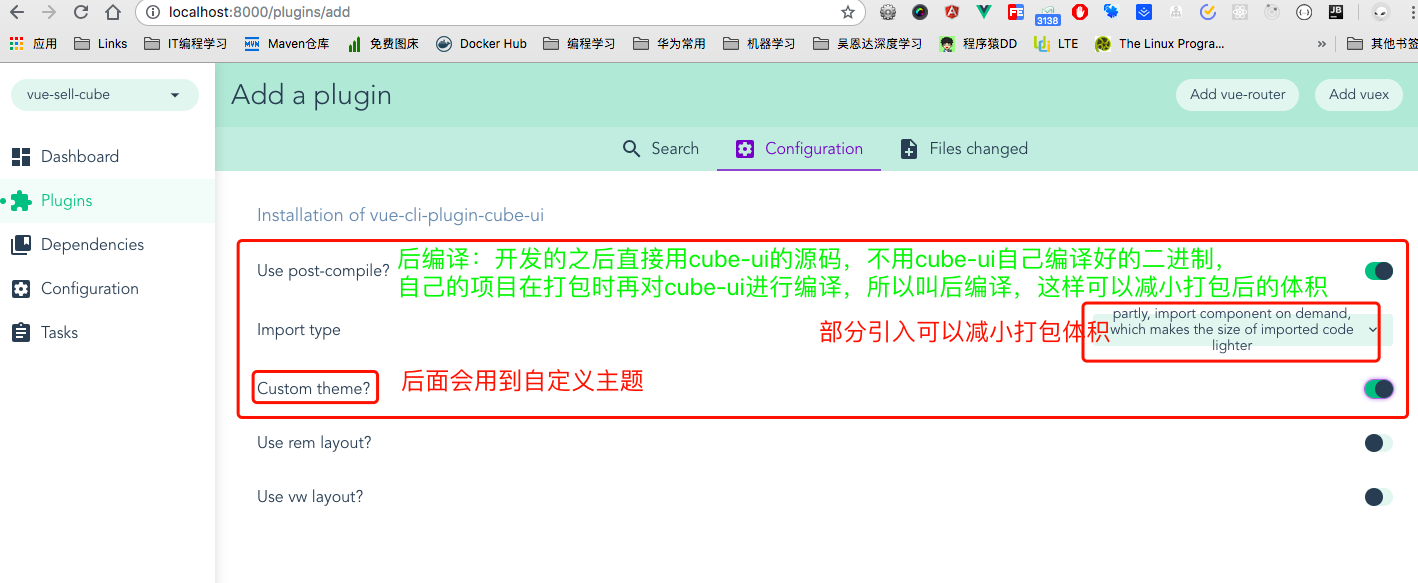 localhost:8000/plugins/add
3138
应用 Links IT编程学习 Maven仓库 免费图床 Docker Hub 编程学习 华为常用 机器学习 吴恩达深度学习 程序猿DD LTE The Linux Progra... » 其他书签
vue-sell-cube
Add a plugin
Add vue-router
Add vuex
Dashboard
Plugins
Dependencies
Configuration
Tasks
Search
Configuration
Files changed
Installation of vue-cli-plugin-cube-ui
Use post-compile?
后编译：开发的之后直接用cube-ui的源码，不用cube-ui自己编译好的二进制，
自己的项目在打包时再对cube-ui进行编译，所以叫后编译，这样可以减小打包后的体积
Import type
部分引入可以减小打包体积
partly, import component on demand,
which makes the size of imported code
lighter
Custom theme?
后面会用到自定义主题
Use rem layout?
Use vw layout?